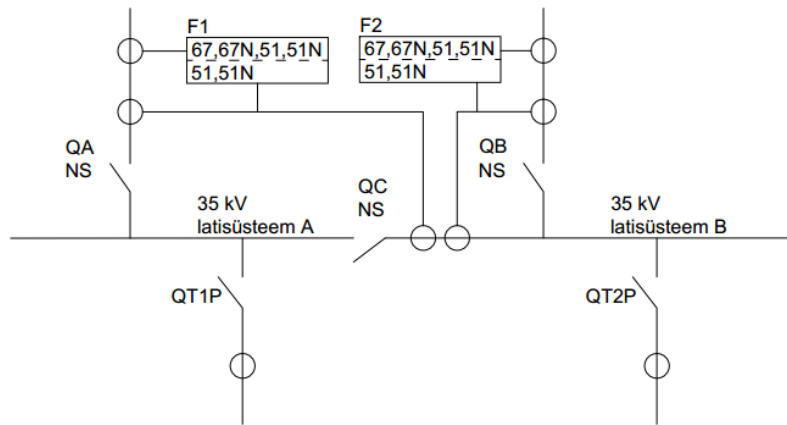 F1
67,67N,51,51N
51,51N
F2
67,67N,51,51N
51,51N
QA
NS
QB
NS
QC
NS
35 kV
latisüsteem A
35 kV
latisüsteem B
QT1P
QT2P